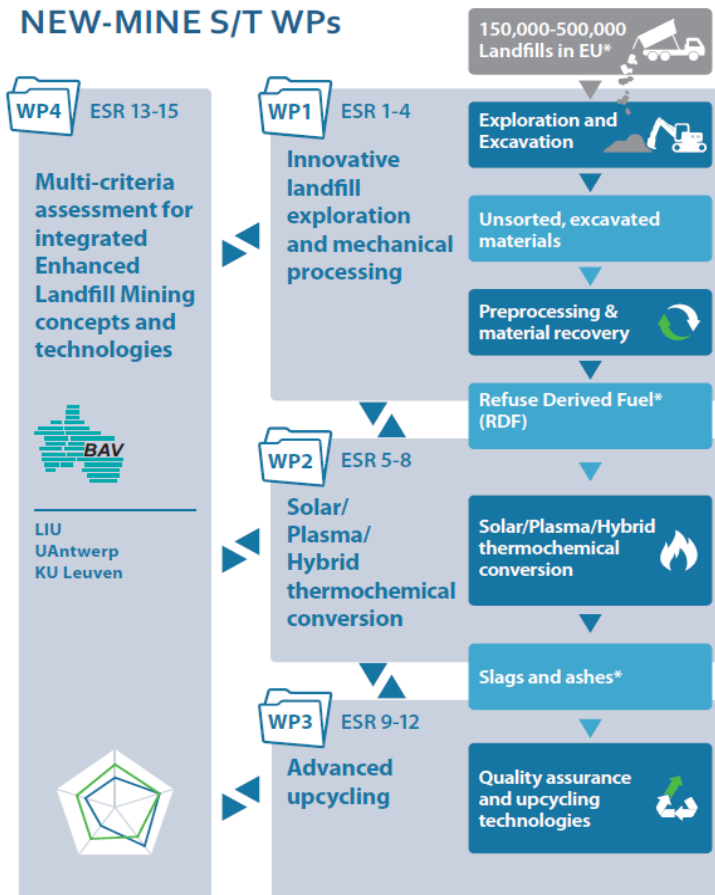 NEW-MINE S/T WPs
150,000-500,000
Landfills in EU*
WP4
ESR 13-15
Multi-criteria
assessment for
integrated
Enhanced
Landfill Mining
concepts and
technologies
BAV
LIU
UAntwerp
KU Leuven
WP1
ESR 1-4
Innovative
landfill
exploration
and mechanical
processing
Exploration and
Excavation
Unsorted, excavated
materials
Preprocessing &
material recovery
Refuse Derived Fuel*
(RDF)
WP2
ESR 5-8
Solar/
Plasma/
Hybrid
thermochemical
conversion
Solar/Plasma/Hybrid
thermochemical
conversion
Slags and ashes*
WP3
ESR 9-12
Advanced
upcycling
Quality assurance
and upcycling
technologies